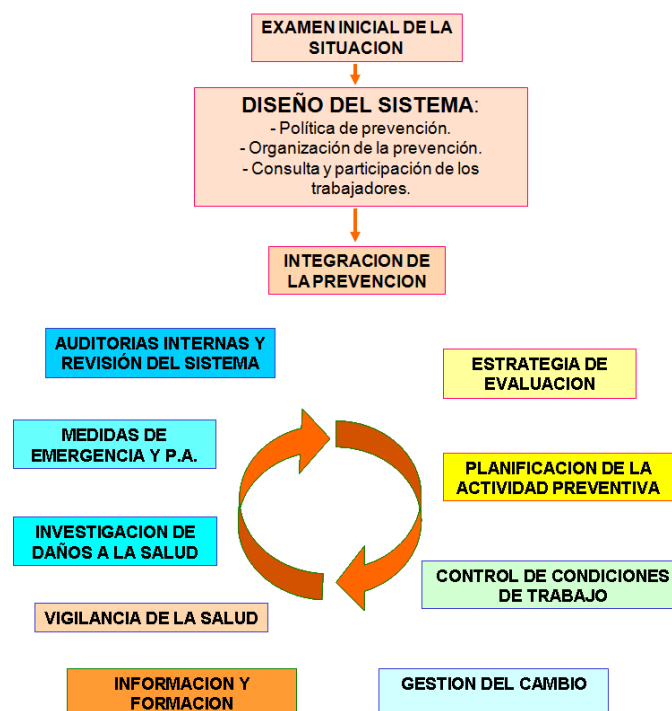 EXAMEN INICIAL DE LA
SITUACION
DISEÑO DEL SISTEMA:
- Política de prevención.
- Organización de la prevención.
- Consulta y participación de los
trabajadores.
INTEGRACION DE
LA PREVENCION
AUDITORIAS INTERNAS Y
REVISIÓN DEL SISTEMA
ESTRATEGIA DE
EVALUACION
MEDIDAS DE
EMERGENCIA Y P.A.
PLANIFICACION DE LA
ACTIVIDAD PREVENTIVA
INVESTIGACION DE
DAÑOS A LA SALUD
CONTROL DE CONDICIONES
DE TRABAJO
VIGILANCIA DE LA SALUD
INFORMACION Y
FORMACION
GESTION DEL CAMBIO